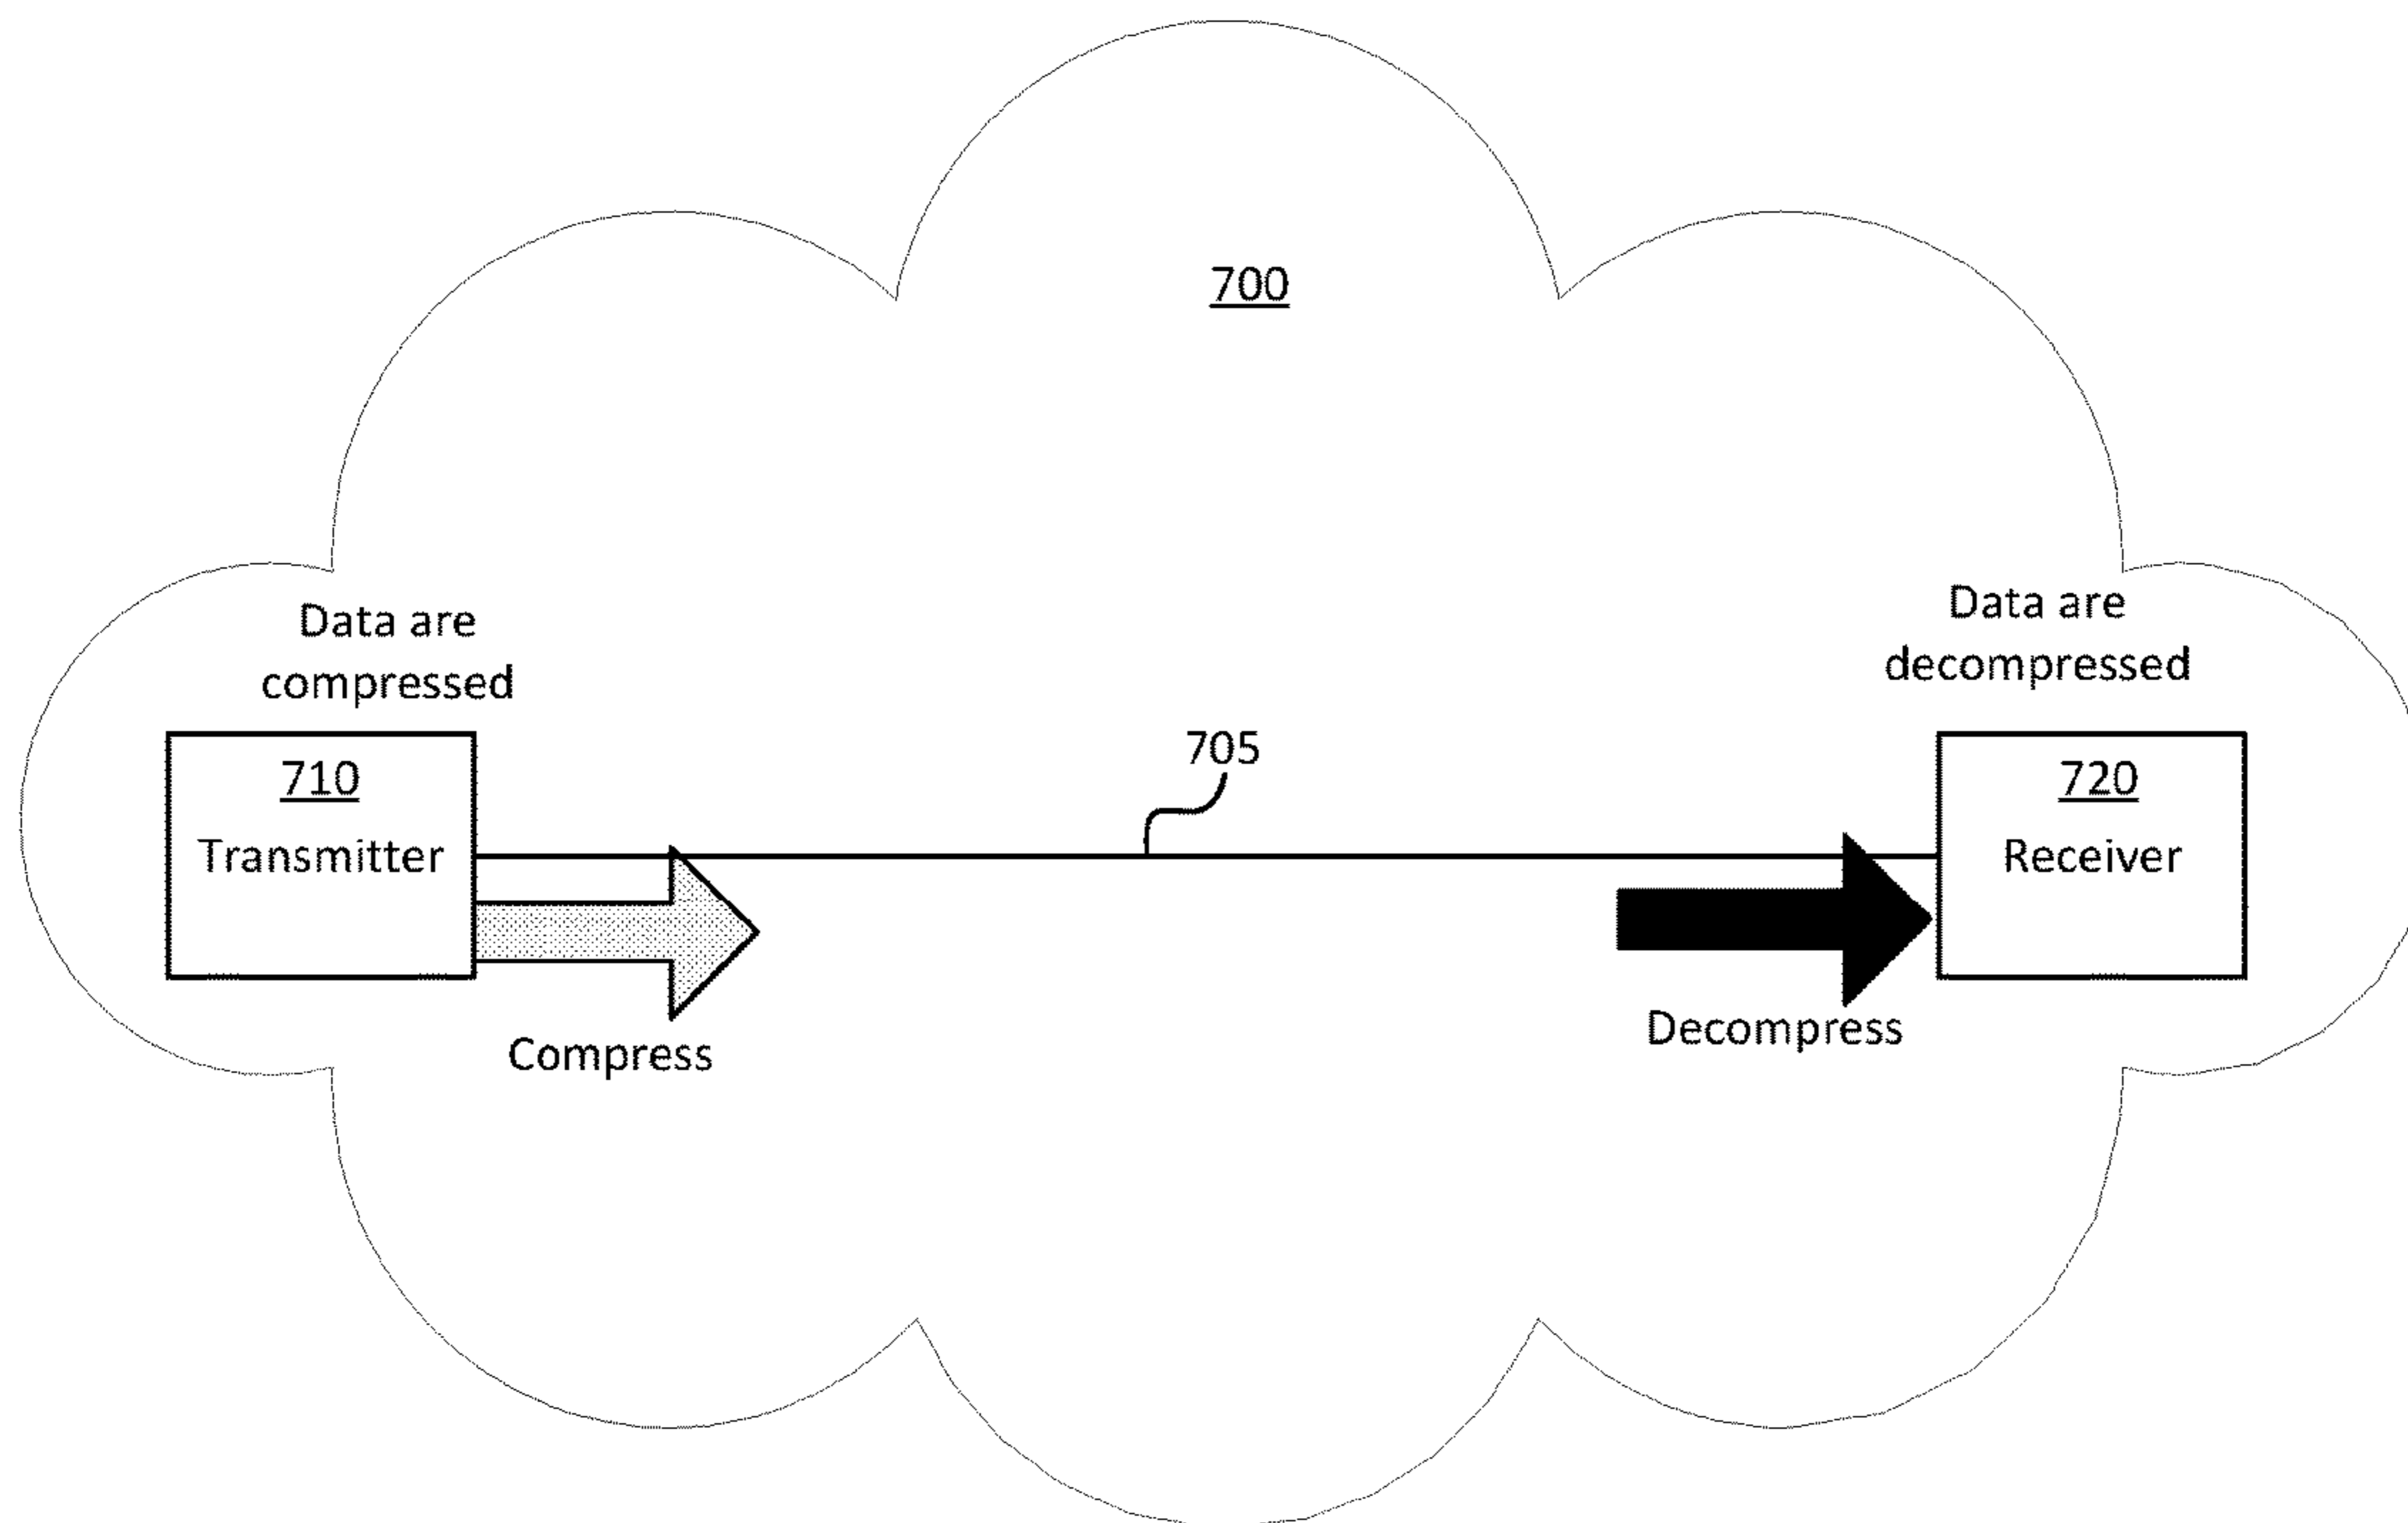 700
Data are
compressed
Data are
decompressed
705
710
Transmitter
720
Receiver
Compress
Decompress